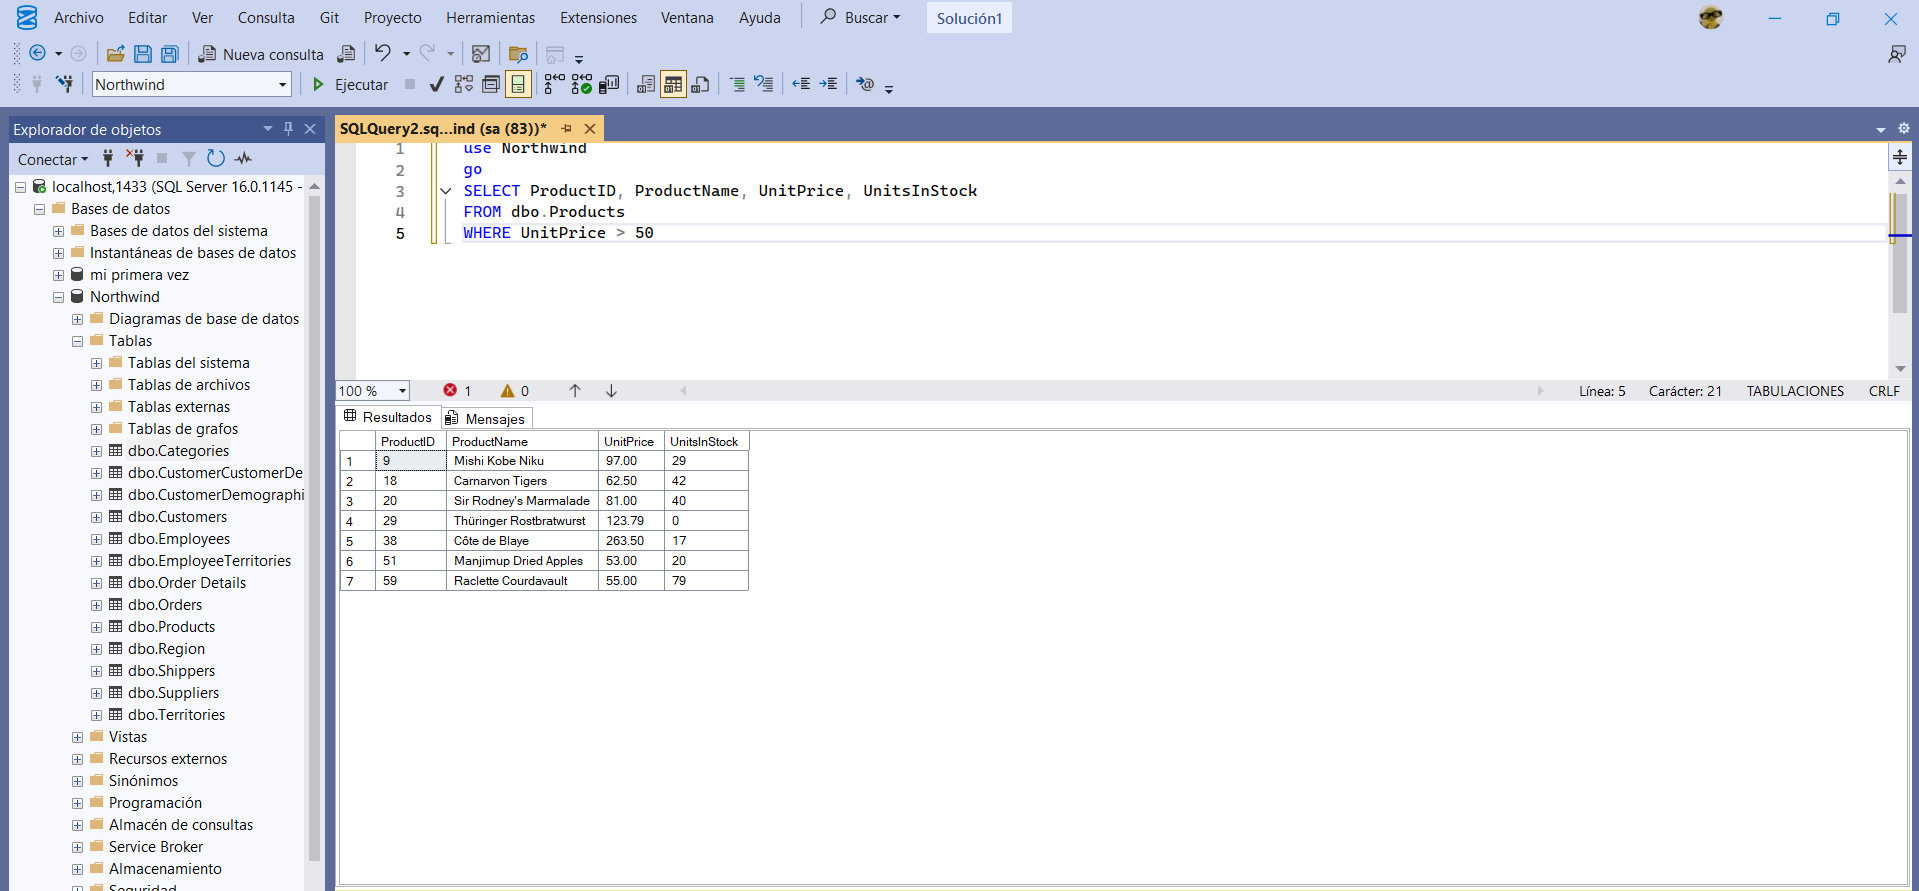 Archivo Editar Ver Consulta Git Proyecto Herramientas Extensiones Ventana Ayuda Buscar Solución1
Nueva consulta
Northwind Ejecutar
Explorador de objetos
Conectar
localhost,1433 (SQL Server 16.0.1145 -
Bases de datos
Bases de datos del sistema
Instantáneas de bases de datos
mi primera vez
Northwind
Diagramas de base de datos
Tablas
Tablas del sistema
Tablas de archivos
Tablas externas
Tablas de grafos
dbo.Categories
dbo.CustomerCustomerDe
dbo.CustomerDemographi
dbo.Customers
dbo.Employees
dbo.EmployeeTerritories
dbo.Order Details
dbo.Orders
dbo.Products
dbo.Region
dbo.Shippers
dbo.Suppliers
dbo.Territories
Vistas
Recursos externos
Sinónimos
Programación
Almacén de consultas
Service Broker
Almacenamiento
Seguridad
SQLQuery2.sq...ind (sa (83))*
1 use Northwind
2 go
3 SELECT ProductID, ProductName, UnitPrice, UnitsInStock
4 FROM dbo.Products
5 WHERE UnitPrice > 50
100 % 1 0 Línea: 5 Carácter: 21 TABULACIONES CRLF
Resultados Mensajes
ProductID ProductName UnitPrice UnitsInStock
1 9 Mishi Kobe Niku 97.00 29
2 18 Carnarvon Tigers 62.50 42
3 20 Sir Rodney's Marmalade 81.00 40
4 29 Thüringer Rostbratwurst 123.79 0
5 38 Côte de Blaye 263.50 17
6 51 Manjimup Dried Apples 53.00 20
7 59 Raclette Courdavault 55.00 79